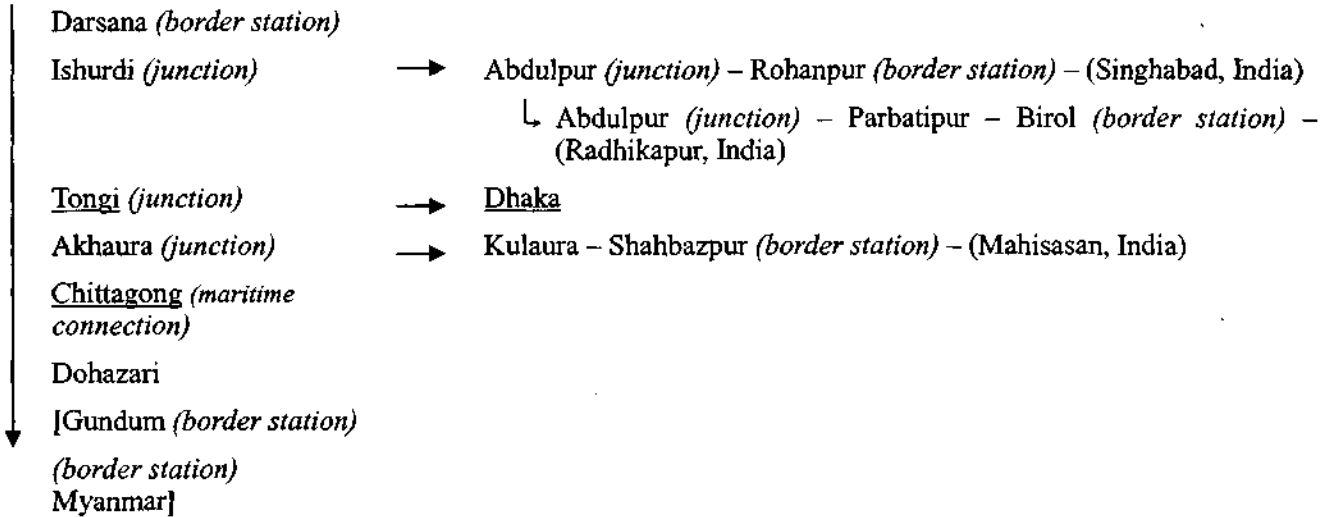 Darsana (border station)
Ishurdi (junction) → Abdulpur (junction) – Rohanpur (border station) – (Singhabad, India)
↳ Abdulpur (junction) – Parbatipur – Birol (border station) –
(Radhikapur, India)
Tongi (junction) → Dhaka
Akhaura (junction) → Kulaura – Shahbazpur (border station) – (Mahisasan, India)
Chittagong (maritime
connection)
Dohazari
[Gundum (border station)
(border station)
Myanmar]